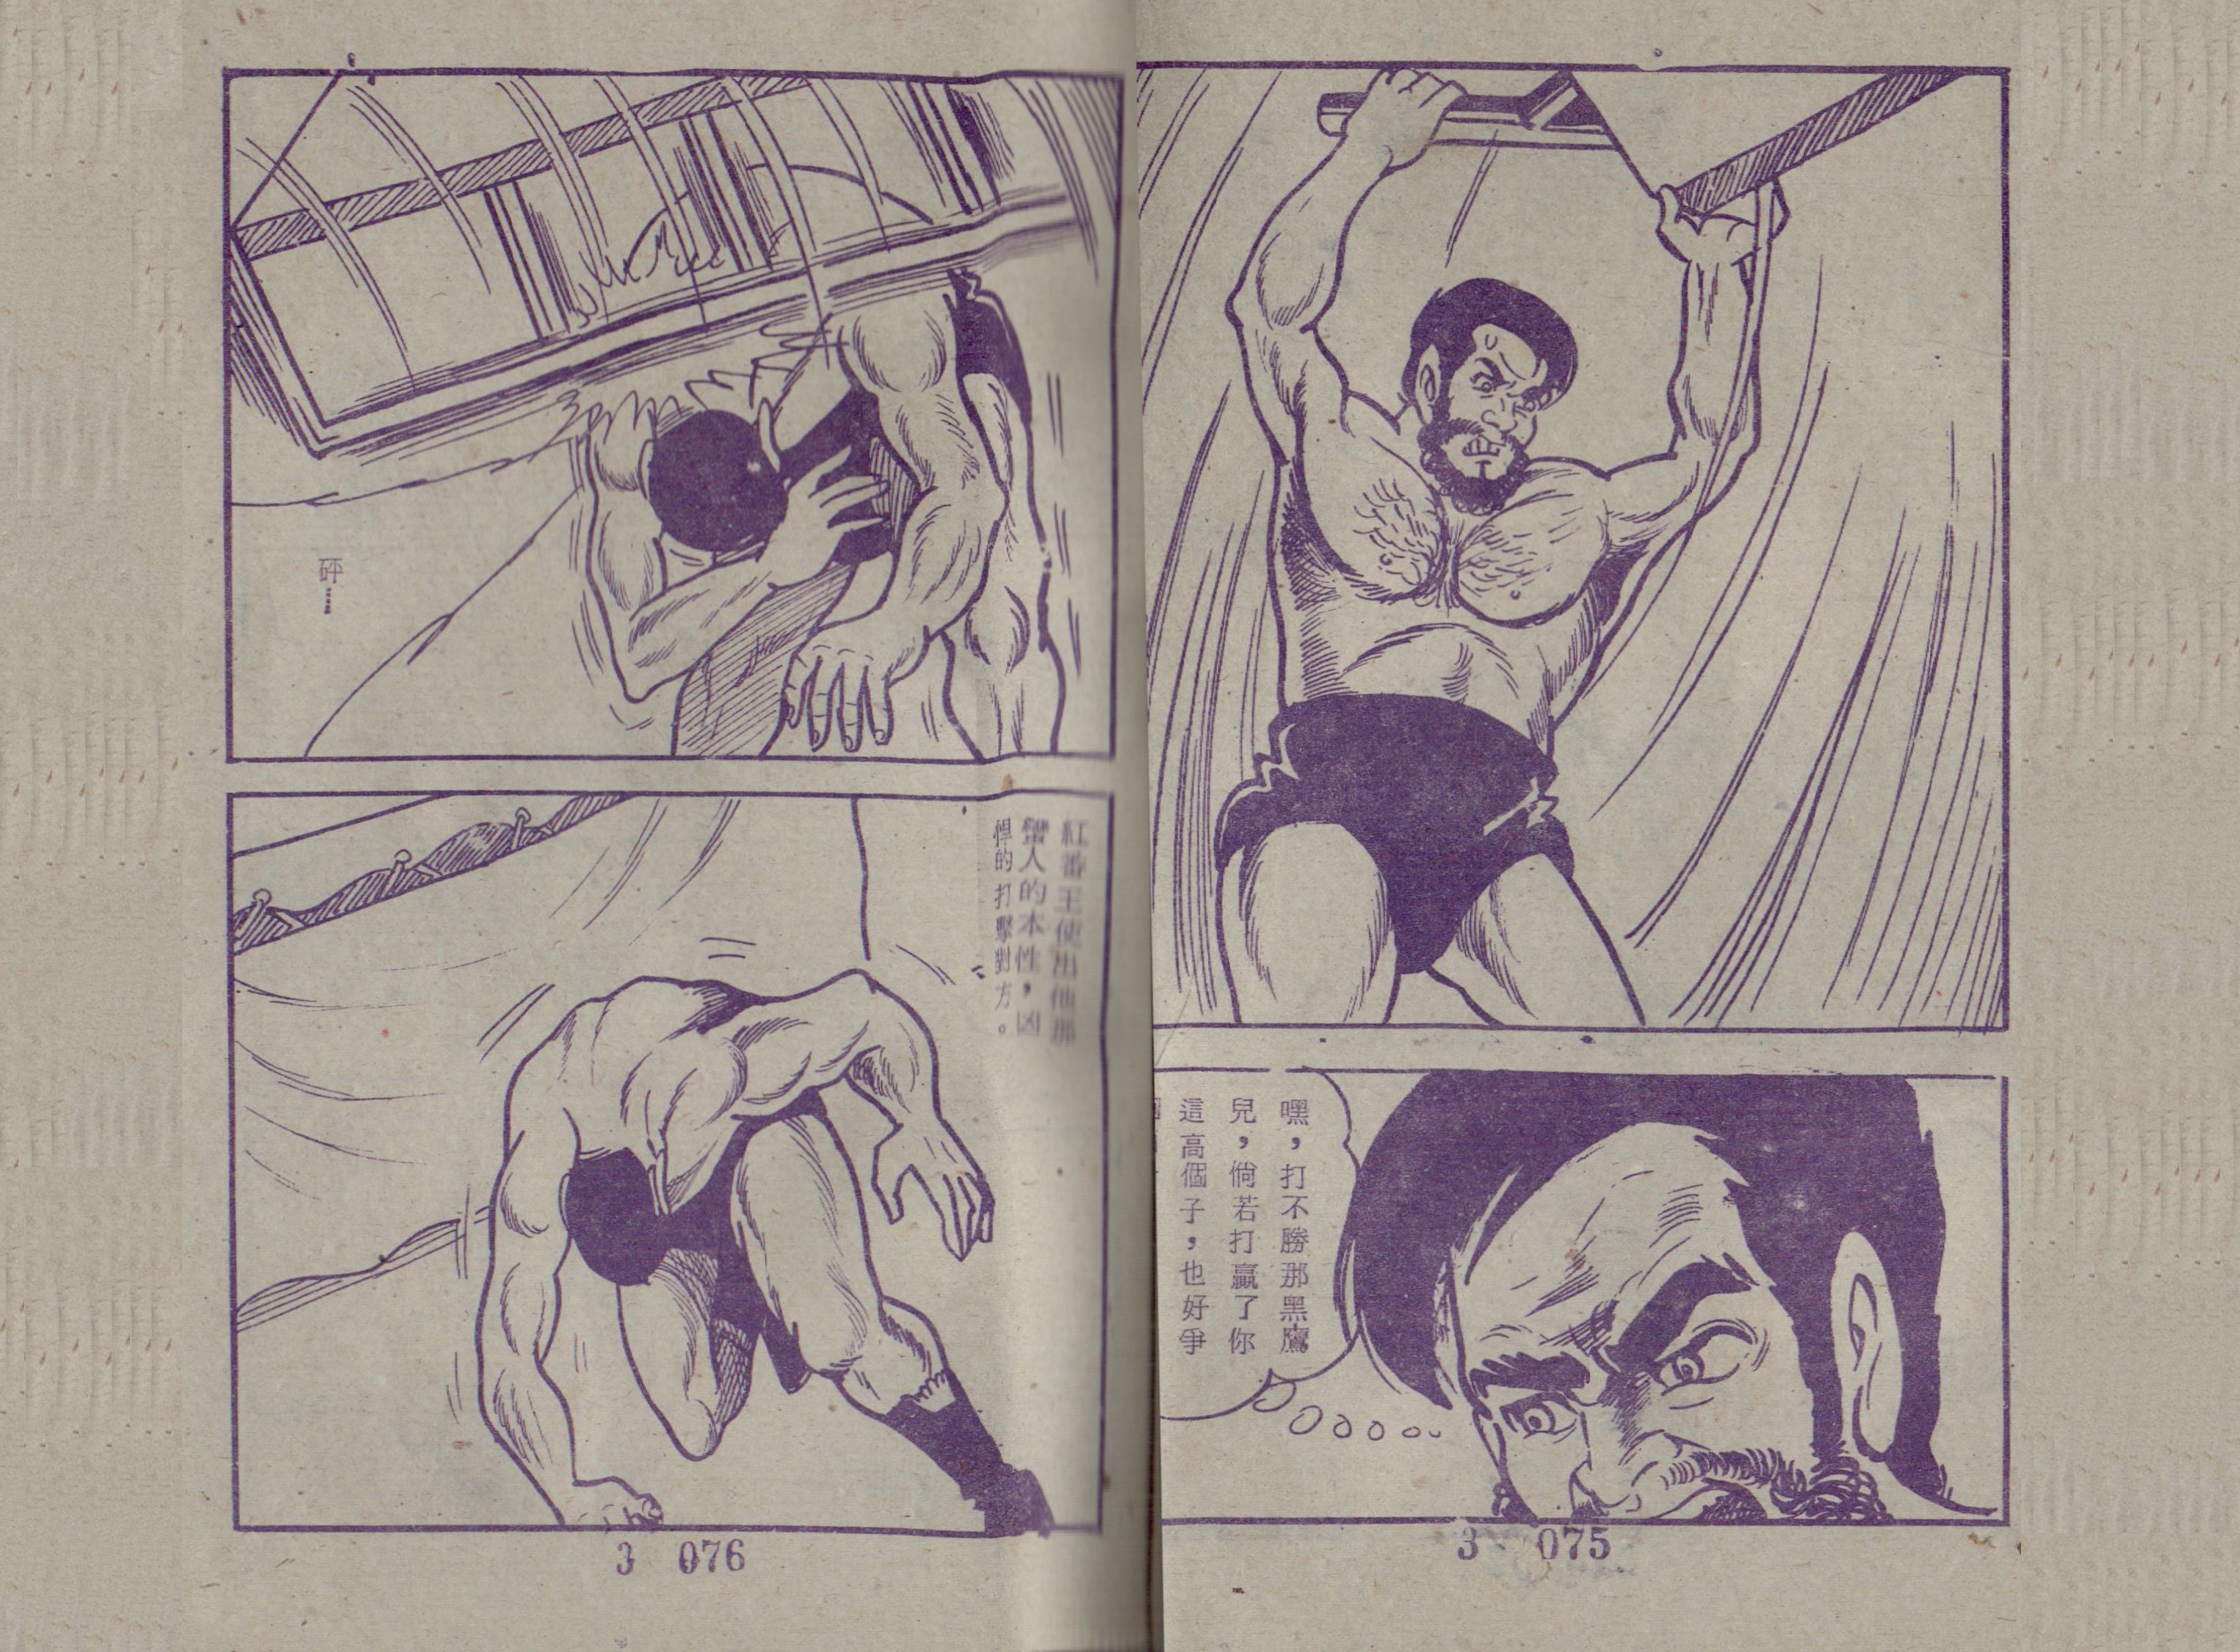 嘿，打不勝那黑鷹
兒，倘若打贏了你
這高個子，也好爭
3 075
砰……
紅番王使出他那
蠻人的本性，凶
悍的打擊對方。
3 076